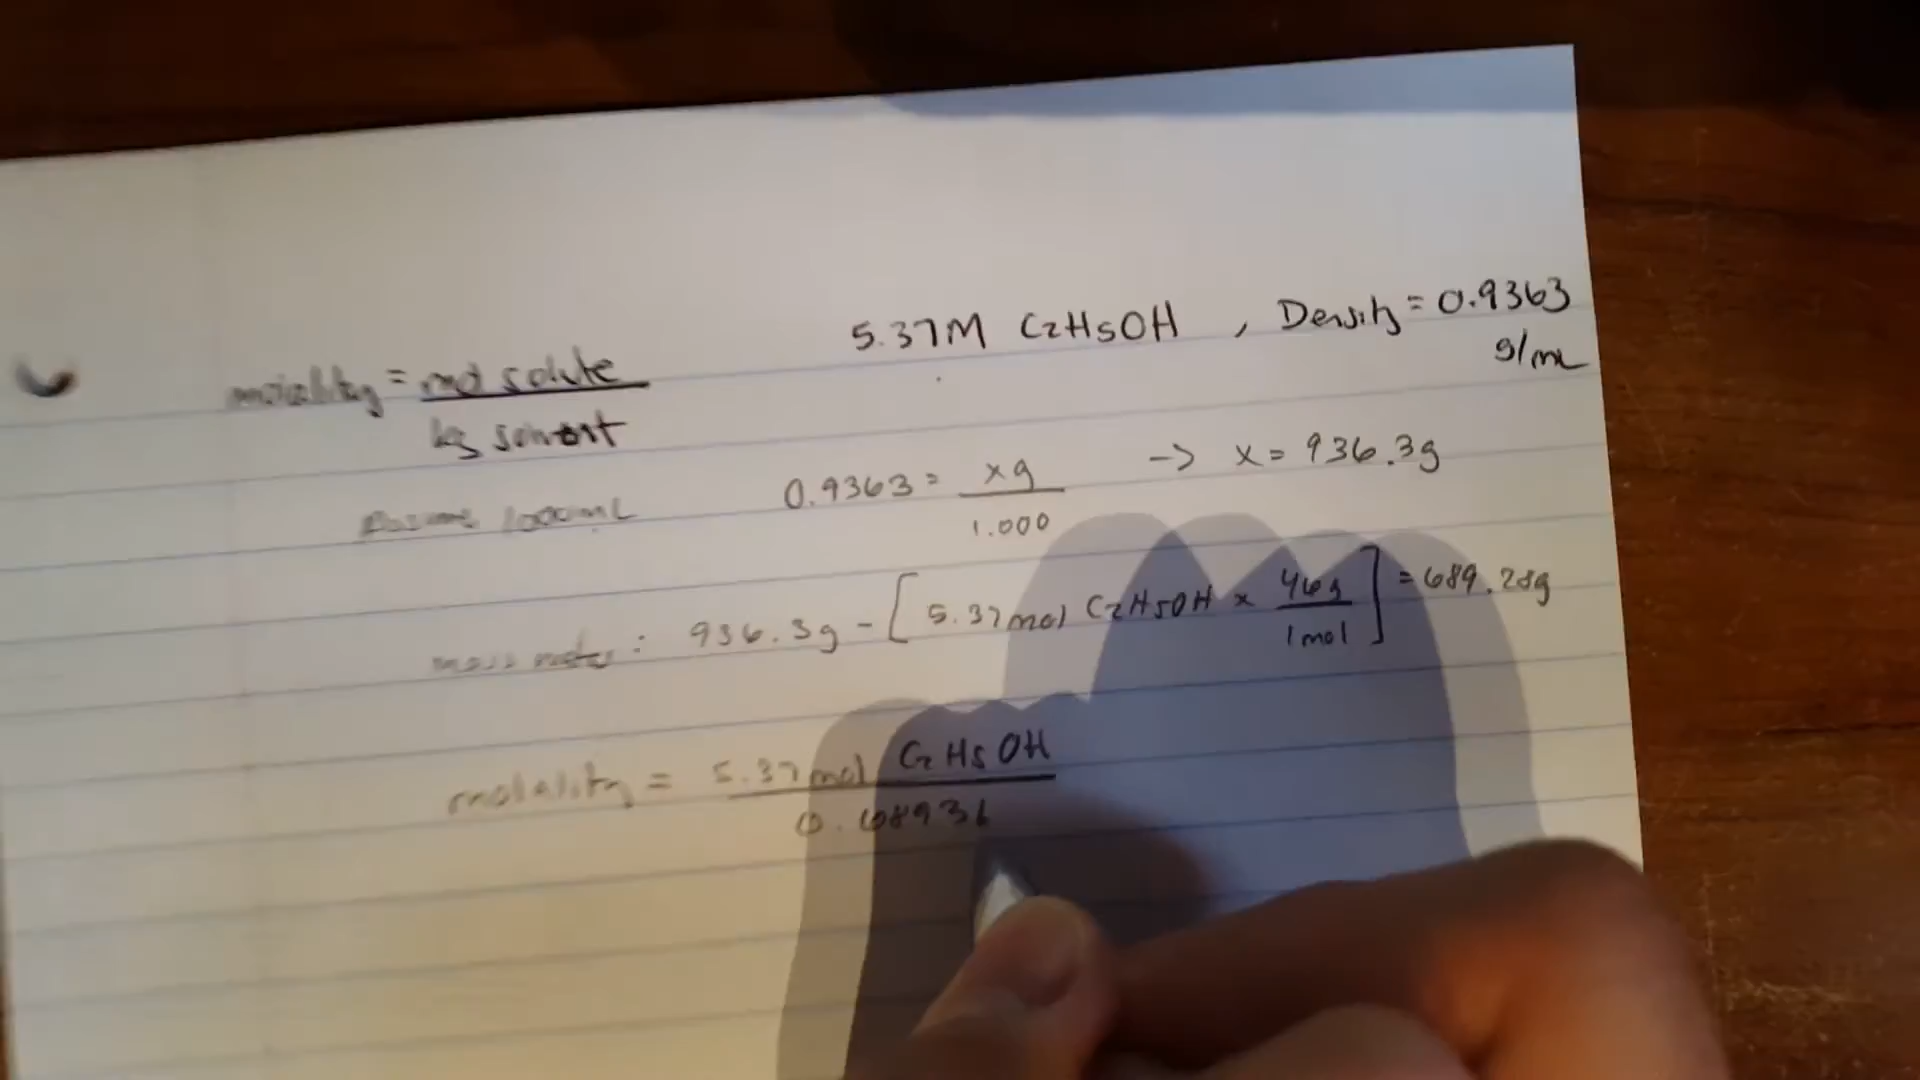 5.37M C2H5OH , Density = 0.9363 g/mL
molality = mol solute / kg solvent
Assume 1000mL 0.9363 = xg / 1.000 -> x = 936.3g
mass water : 936.3g - [ 5.37mol C2H5OH x 46g / 1mol ] = 689.28g
molality = 5.37mol C2H5OH / 0.68936